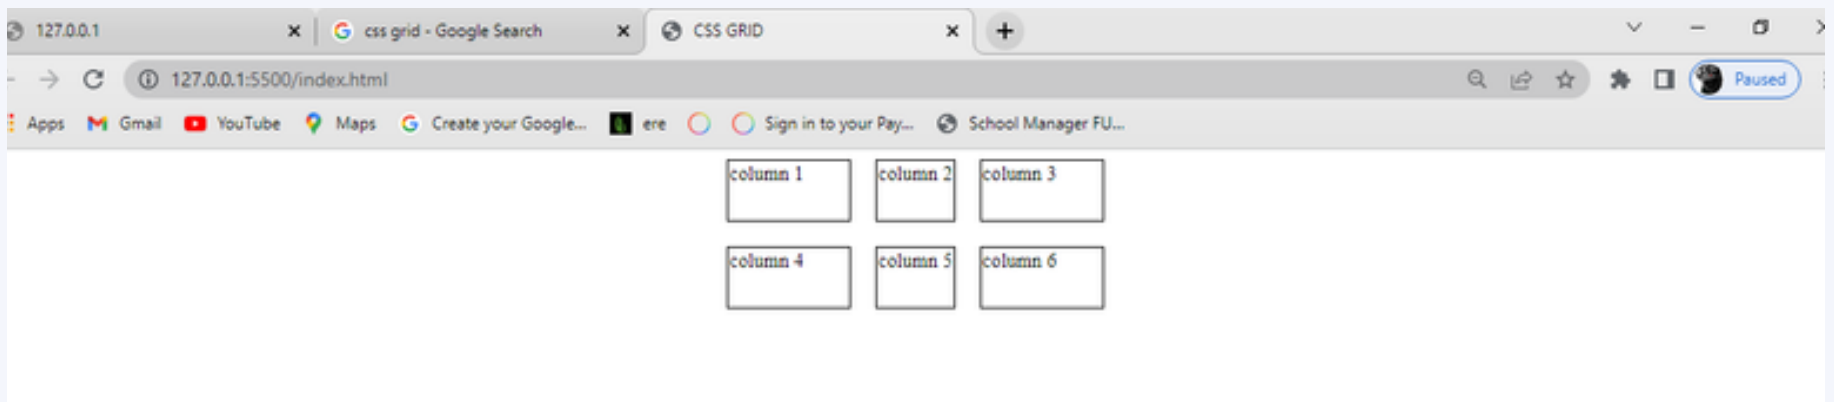 127.0.0.1 css grid - Google Search CSS GRID
127.0.0.1:5500/index.html Paused
Apps Gmail YouTube Maps Create your Google... ere Sign in to your Pay... School Manager FU...
column 1 column 2 column 3
column 4 column 5 column 6